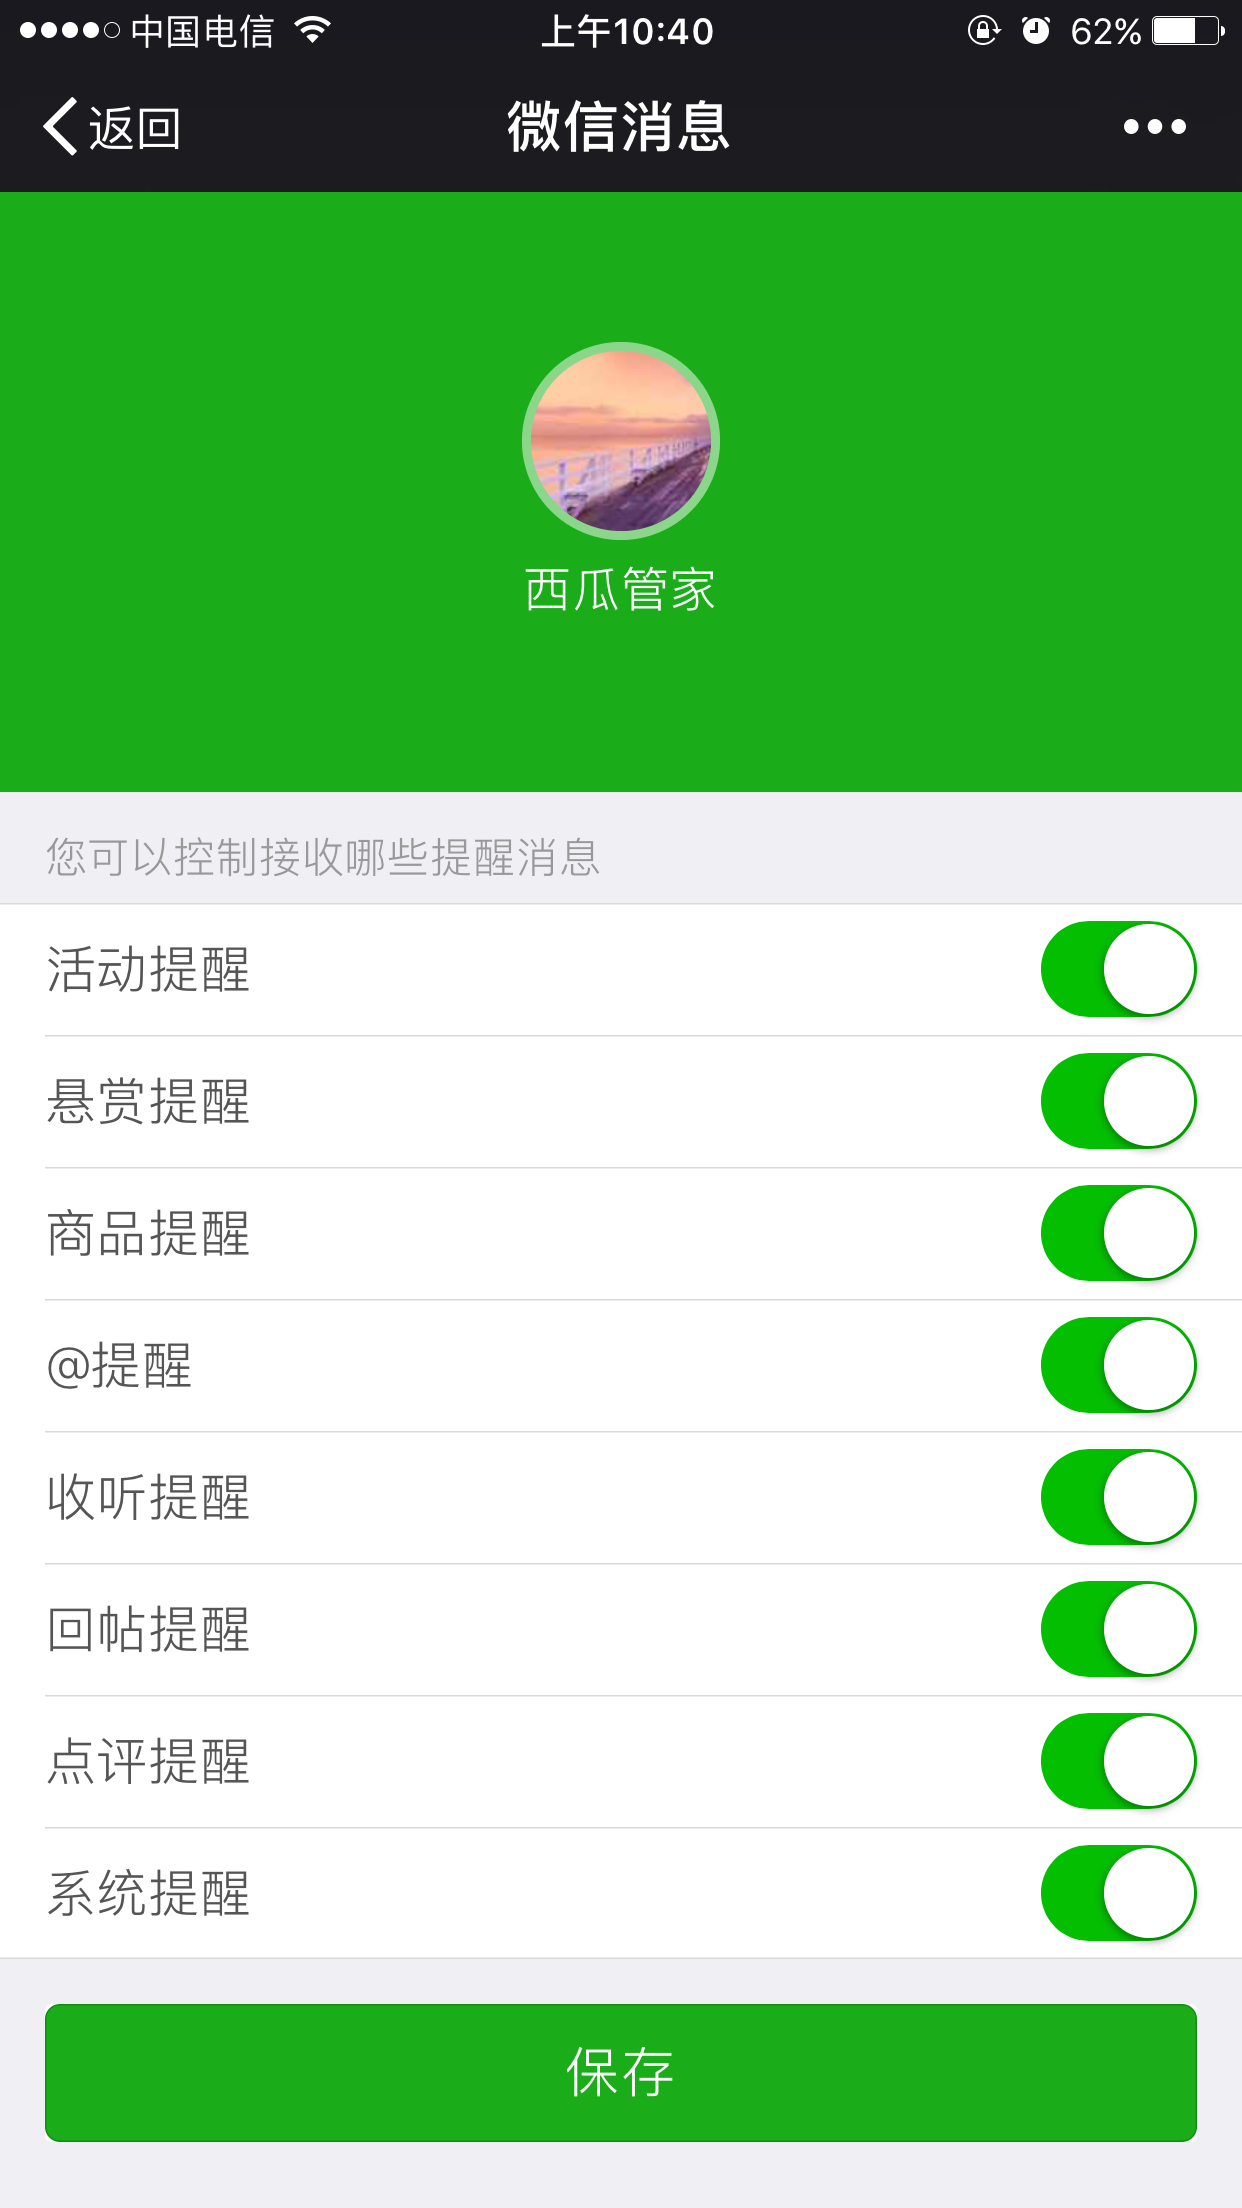 中国电信 上午10:40 62%
返回 微信消息
西瓜管家
您可以控制接收哪些提醒消息
活动提醒
悬赏提醒
商品提醒
@提醒
收听提醒
回帖提醒
点评提醒
系统提醒
保存